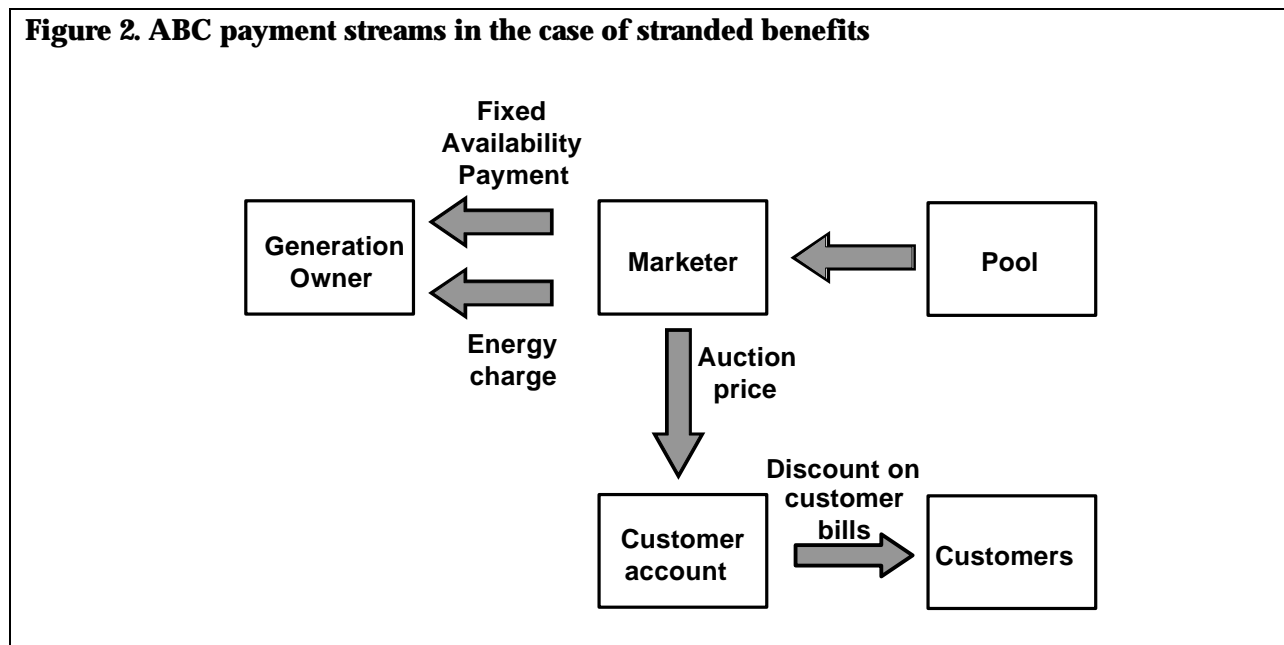 Figure 2. ABC payment streams in the case of stranded benefits
Fixed
Availability
Payment
Generation
Owner
Marketer
Pool
Energy
charge
Auction
price
Discount on
customer
bills
Customer
account
Customers